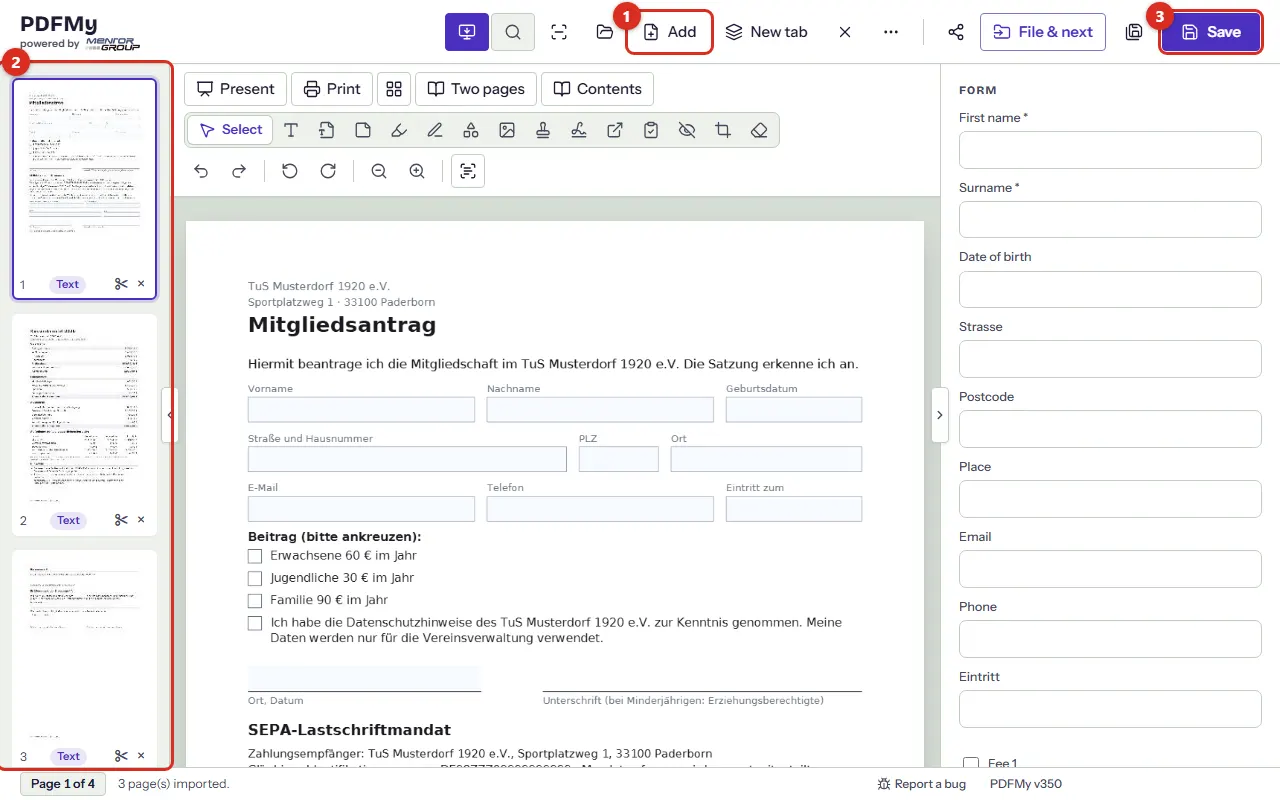 PDFMy
powered by MENTOR GROUP
1
Add
New tab
File & next
3
Save
2
Present
Print
Two pages
Contents
Select
1
Text
2
Text
3
Text
TuS Musterdorf 1920 e.V.
Sportplatzweg 1 · 33100 Paderborn
Mitgliedsantrag
Hiermit beantrage ich die Mitgliedschaft im TuS Musterdorf 1920 e.V. Die Satzung erkenne ich an.
Vorname Nachname Geburtsdatum
Straße und Hausnummer PLZ Ort
E-Mail Telefon Eintritt zum
Beitrag (bitte ankreuzen):
Erwachsene 60 € im Jahr
Jugendliche 30 € im Jahr
Familie 90 € im Jahr
Ich habe die Datenschutzhinweise des TuS Musterdorf 1920 e.V. zur Kenntnis genommen. Meine
Daten werden nur für die Vereinsverwaltung verwendet.
Ort, Datum Unterschrift (bei Minderjährigen: Erziehungsberechtigte)
SEPA-Lastschriftmandat
Zahlungsempfänger: TuS Musterdorf 1920 e.V., Sportplatzweg 1, 33100 Paderborn
FORM
First name *
Surname *
Date of birth
Strasse
Postcode
Place
Email
Phone
Eintritt
Fee 1
Page 1 of 4
3 page(s) imported.
Report a bug
PDFMy v350